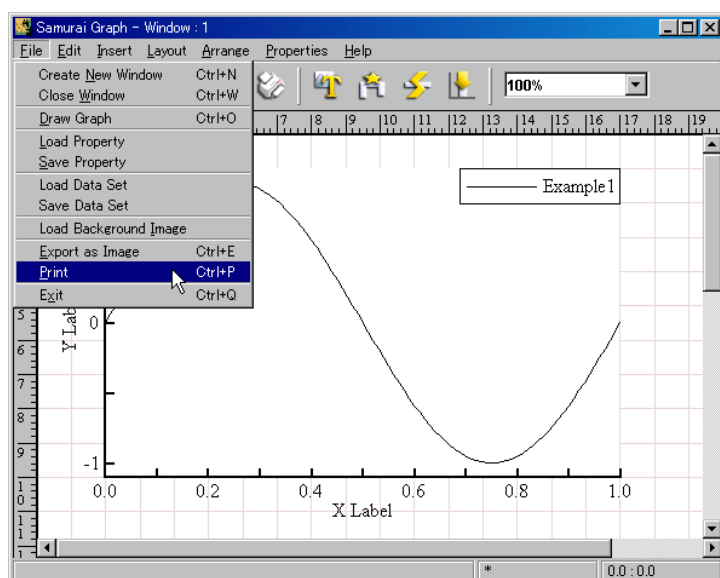 Samurai Graph - Window : 1
File Edit Insert Layout Arrange Properties Help
Create New Window Ctrl+N
Close Window Ctrl+W
Draw Graph Ctrl+O
Load Property
Save Property
Load Data Set
Save Data Set
Load Background Image
Export as Image Ctrl+E
Print Ctrl+P
Exit Ctrl+Q
100%
7 8 9 10 11 12 13 14 15 16 17 18 19
Example1
5
6
7
8
9
10
11
0
-1
0.0 0.2 0.4 0.6 0.8 1.0
X Label
* 0.0 : 0.0